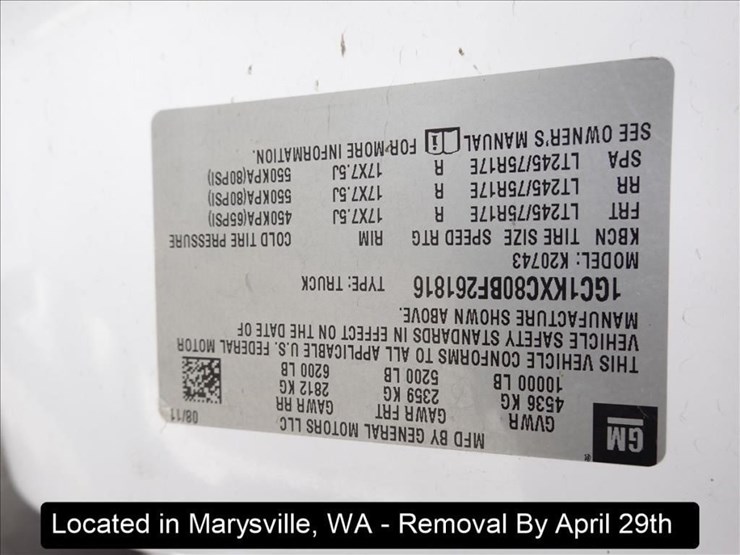 GM
MFD BY GENERAL MOTORS LLC 08/11
GVWR GAWR FRT GAWR RR
4536 KG 2359 KG 2812 KG
10000 LB 5200 LB 6200 LB
THIS VEHICLE CONFORMS TO ALL APPLICABLE U.S. FEDERAL MOTOR
VEHICLE SAFETY STANDARDS IN EFFECT ON THE DATE OF
MANUFACTURE SHOWN ABOVE.
1GC1KXC80BF261816 TYPE: TRUCK
MODEL: K20743
KBCN TIRE SIZE SPEED RTG RIM COLD TIRE PRESSURE
FRT LT245/75R17E R 17X7.5J 450KPA(65PSI)
RR LT245/75R17E R 17X7.5J 550KPA(80PSI)
SPA LT245/75R17E R 17X7.5J 550KPA(80PSI)
SEE OWNER'S MANUAL i FOR MORE INFORMATION.
Located in Marysville, WA - Removal By April 29th